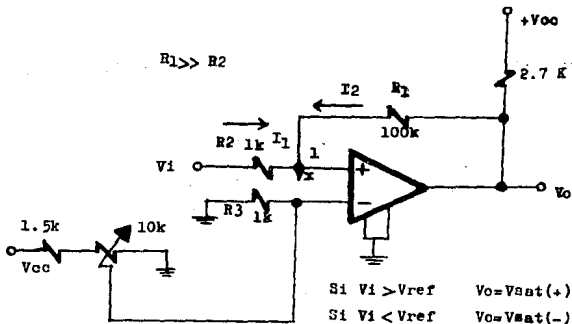 +Vcc
R1>> R2
2.7 K
I2
R1
100k
R2 1k I1
1
Vi
+
x
-
Vo
R3 1k
1.5k
10k
Vcc
Si Vi >Vref Vo=Vsat(+)
Si Vi <Vref Vo=Vsat(-)